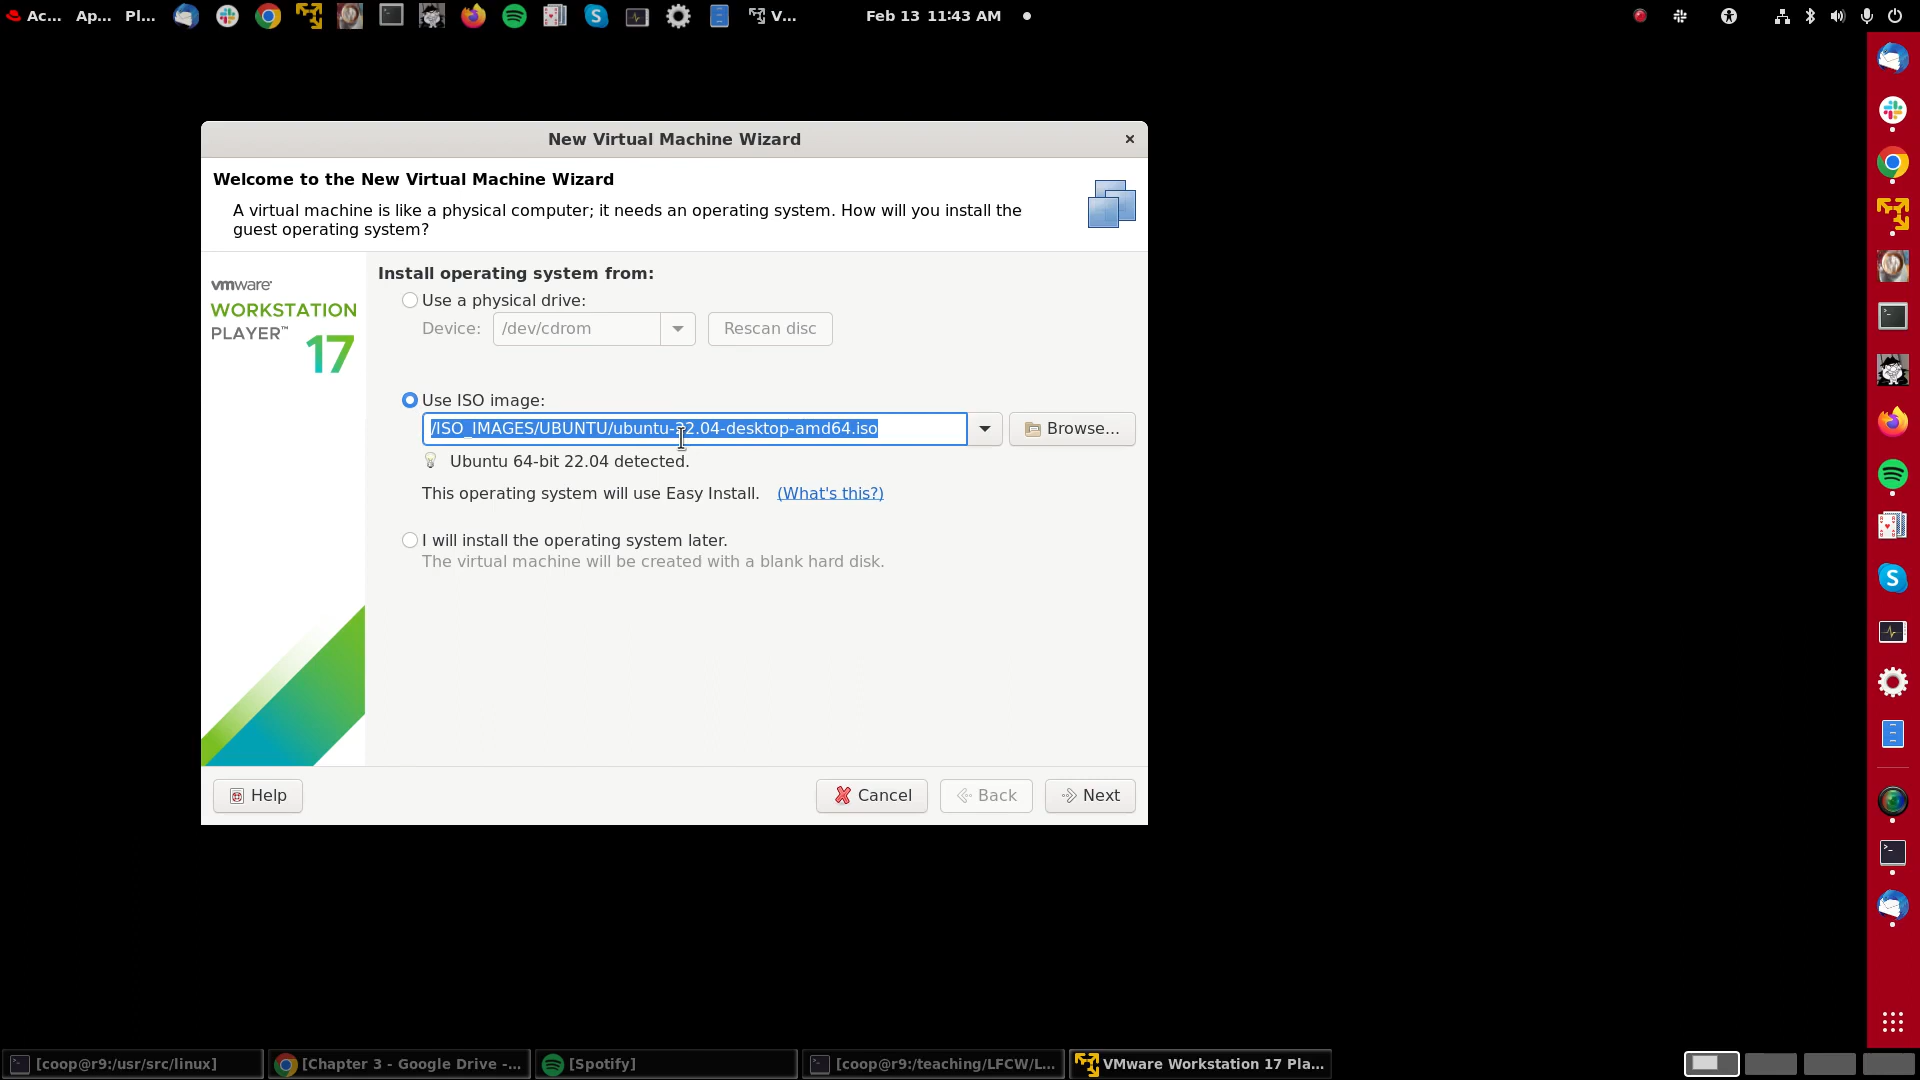 Ac... Ap... Pl... V... Feb 13 11:43 AM
New Virtual Machine Wizard
Welcome to the New Virtual Machine Wizard
A virtual machine is like a physical computer; it needs an operating system. How will you install the
guest operating system?
vmware
WORKSTATION
PLAYER™
17
Install operating system from:
Use a physical drive:
Device: /dev/cdrom Rescan disc
Use ISO image:
/ISO_IMAGES/UBUNTU/ubuntu-22.04-desktop-amd64.iso Browse...
Ubuntu 64-bit 22.04 detected.
This operating system will use Easy Install. (What's this?)
I will install the operating system later.
The virtual machine will be created with a blank hard disk.
Help Cancel Back Next
[coop@r9:/usr/src/linux] [Chapter 3 - Google Drive -... [Spotify] [coop@r9:/teaching/LFCW/L... VMware Workstation 17 Pla...